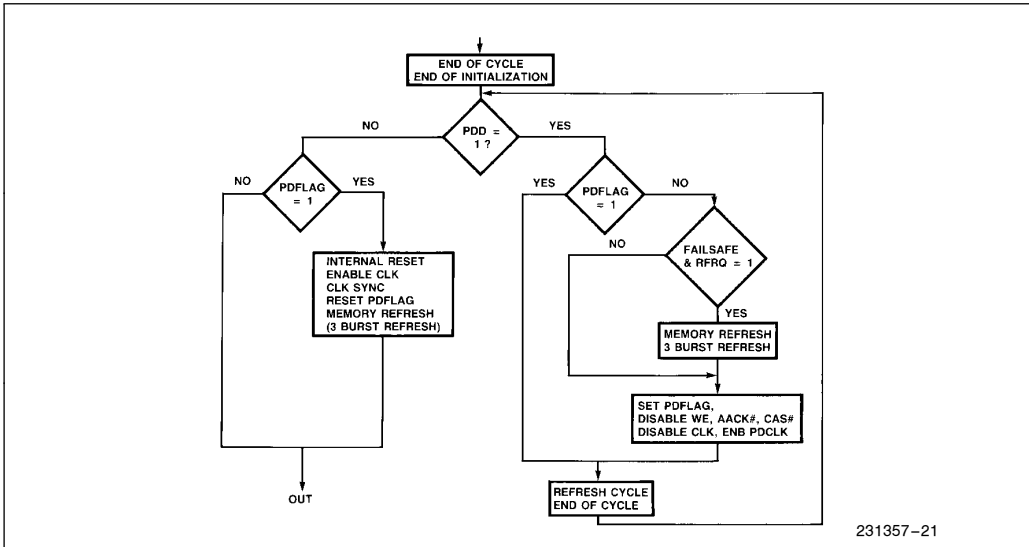 END OF CYCLE
END OF INITIALIZATION
NO
PDD =
1 ?
YES
NO
PDFLAG
= 1
YES
YES
PDFLAG
= 1
NO
INTERNAL RESET
ENABLE CLK
CLK SYNC
RESET PDFLAG
MEMORY REFRESH
(3 BURST REFRESH)
NO
FAILSAFE
& RFRQ = 1
YES
MEMORY REFRESH
3 BURST REFRESH
SET PDFLAG,
DISABLE WE, AACK#, CAS#
DISABLE CLK, ENB PDCLK
OUT
REFRESH CYCLE
END OF CYCLE
231357–21